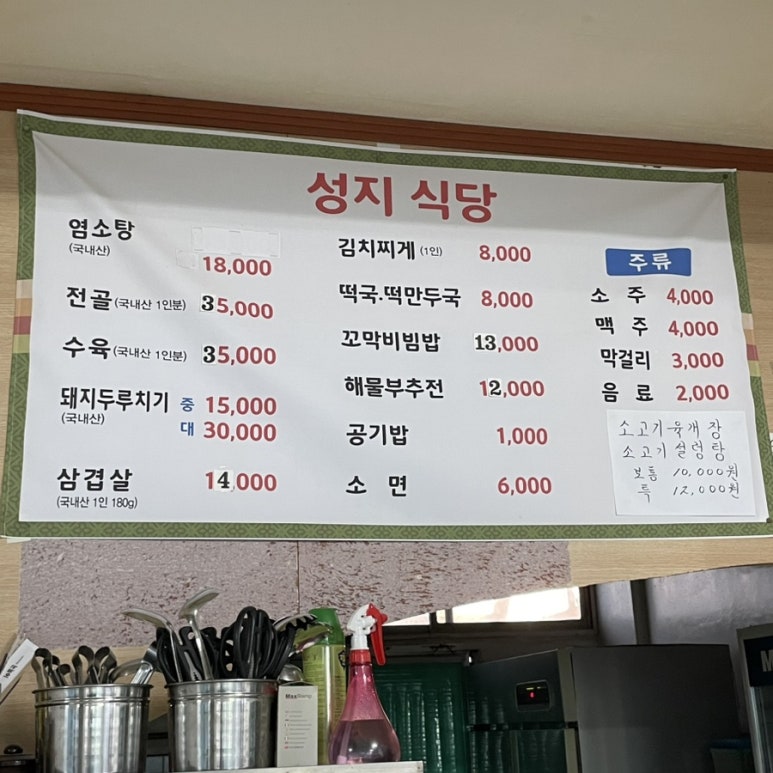 성지 식당
염소탕
(국내산)
18,000
전골 (국내산 1인분) 35,000
수육 (국내산 1인분) 35,000
돼지두루치기 중 15,000
(국내산) 대 30,000
삼겹살 14,000
(국내산 1인 180g)
김치찌게 (1인) 8,000
떡국.떡만두국 8,000
꼬막비빔밥 13,000
해물부추전 12,000
공기밥 1,000
소 면 6,000
주류
소 주 4,000
맥 주 4,000
막걸리 3,000
음 료 2,000
소고기육개장
소고기설렁탕
보통 10,000원
특 12,000원